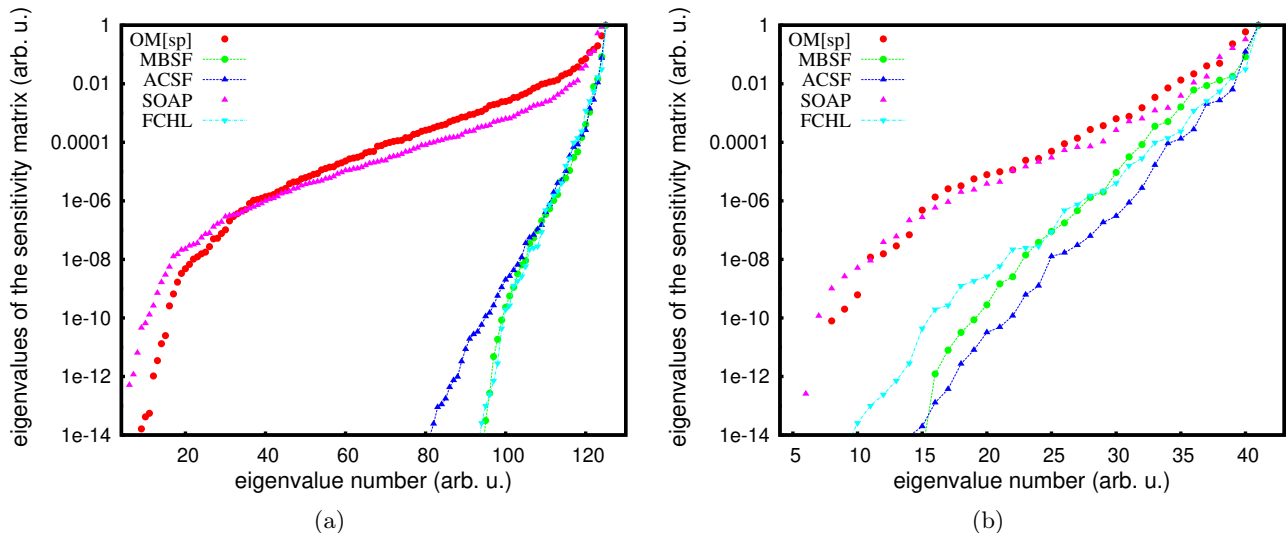 eigenvalues of the sensitivity matrix (arb. u.)
1
0.01
0.0001
1e-06
1e-08
1e-10
1e-12
1e-14
OM[sp]
MBSF
ACSF
SOAP
FCHL
20 40 60 80 100 120
eigenvalue number (arb. u.)
(a)
eigenvalues of the sensitivity matrix (arb. u.)
1
0.01
0.0001
1e-06
1e-08
1e-10
1e-12
1e-14
OM[sp]
MBSF
ACSF
SOAP
FCHL
5 10 15 20 25 30 35 40
eigenvalue number (arb. u.)
(b)